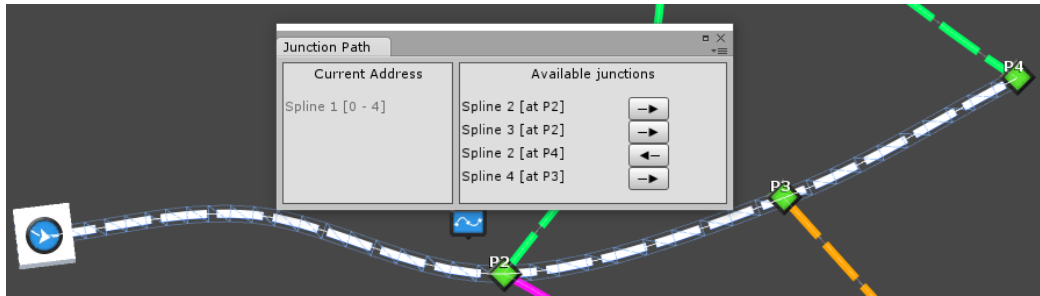 Junction Path
Current Address
Spline 1 [0 - 4]
Available junctions
Spline 2 [at P2]
Spline 3 [at P2]
Spline 2 [at P4]
Spline 4 [at P3]
P4
P3
P2